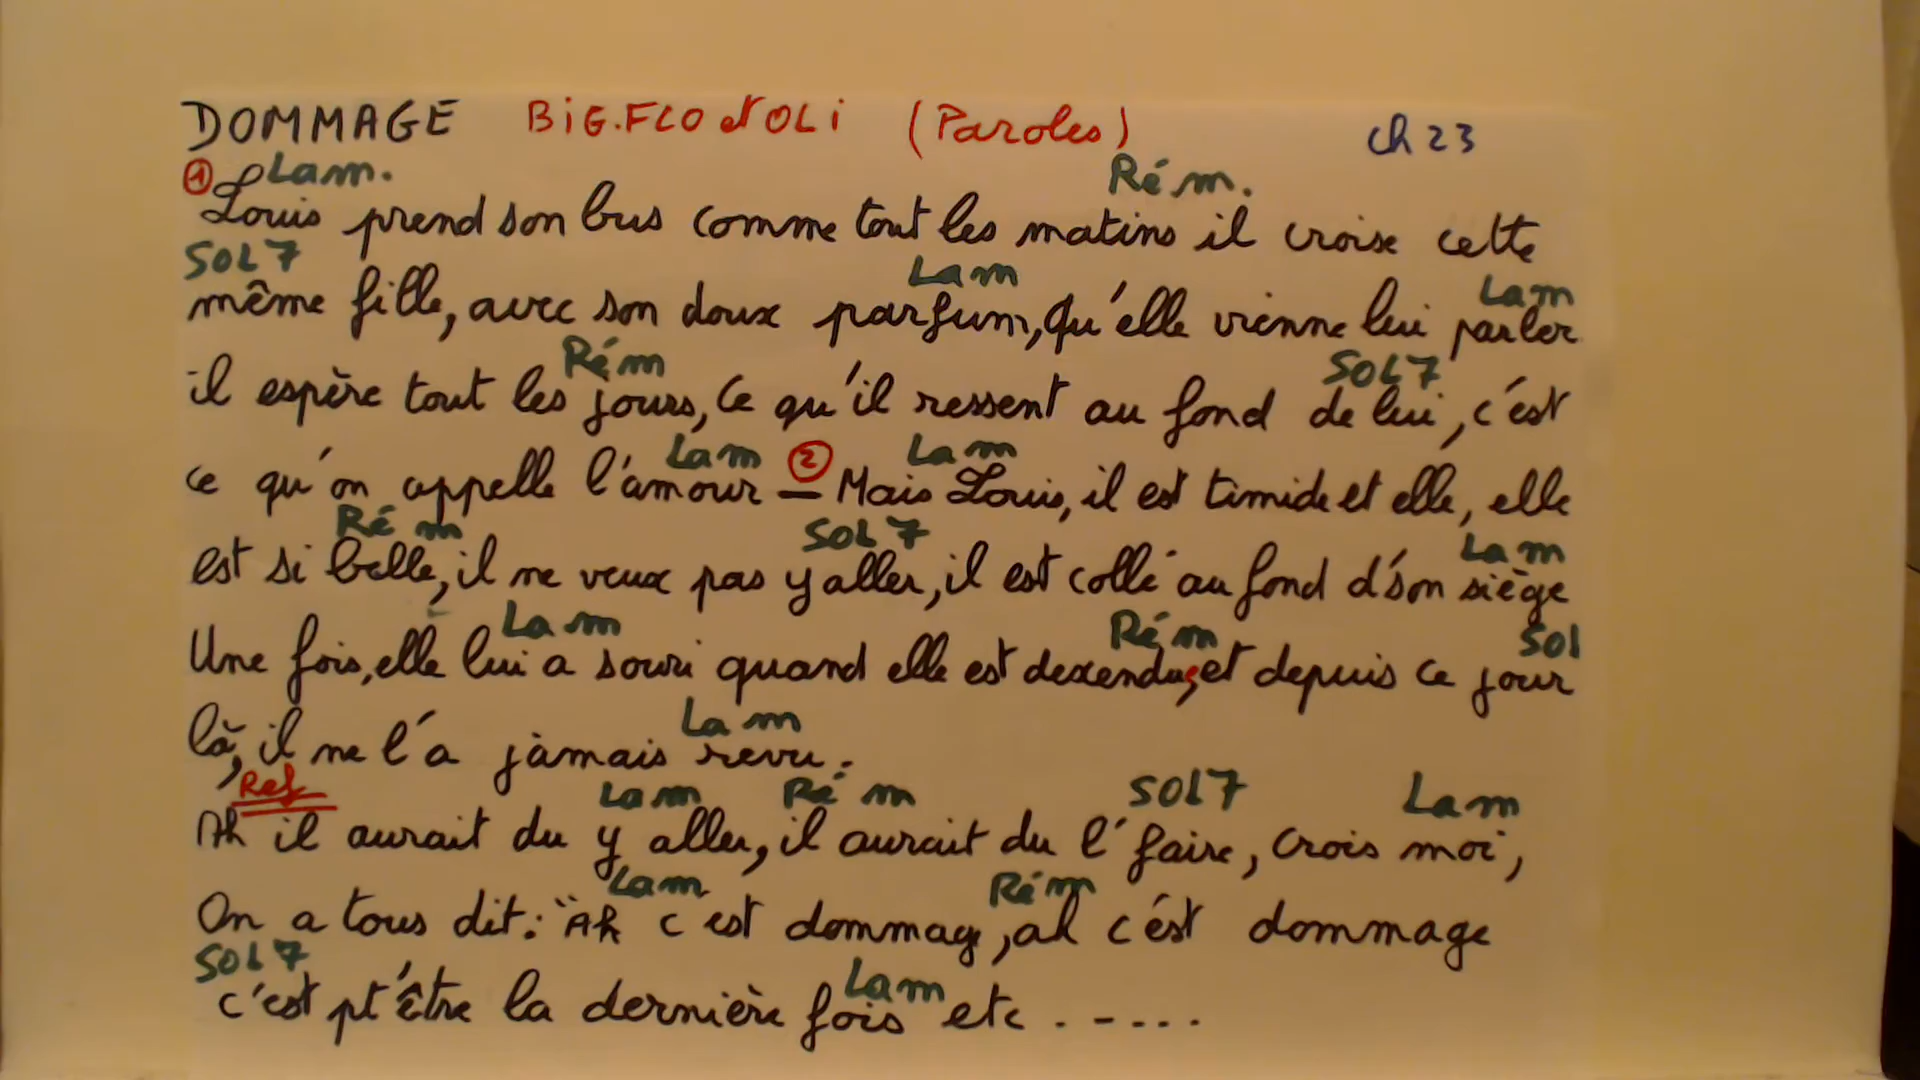 DOMMAGE BiG.FLO et OLi (Paroles) Ch 23
① Lam. Rém.
Louis prend son bus comme tout les matins il croise cette
SOL7 Lam Lam
même fille, avec son doux parfum, Qu'elle vienne lui parler
Rém SOL7
il espère tout les jours, Ce qu'il ressent au fond de lui, c'est
Lam ② Lam
ce qu'on appelle l'amour — Mais Louis, il est timide et elle, elle
Ré m SOL7 Lam
est si belle, il ne veux pas y aller, il est collé au fond d'son siège
Lam Rém Sol
Une fois, elle lui a souri quand elle est descendu, et depuis ce jour
Lam
là, il ne l'a jamais revu.
Ref Lam Ré m SOl7 Lam
Ah il aurait du y aller, il aurait du l'faire, Crois moi,
Lam Rém
On a tous dit: "Ah c'est dommag, ah c'est dommage
SOL7 Lam
c'est pt'être la dernière fois etc . - . . . .